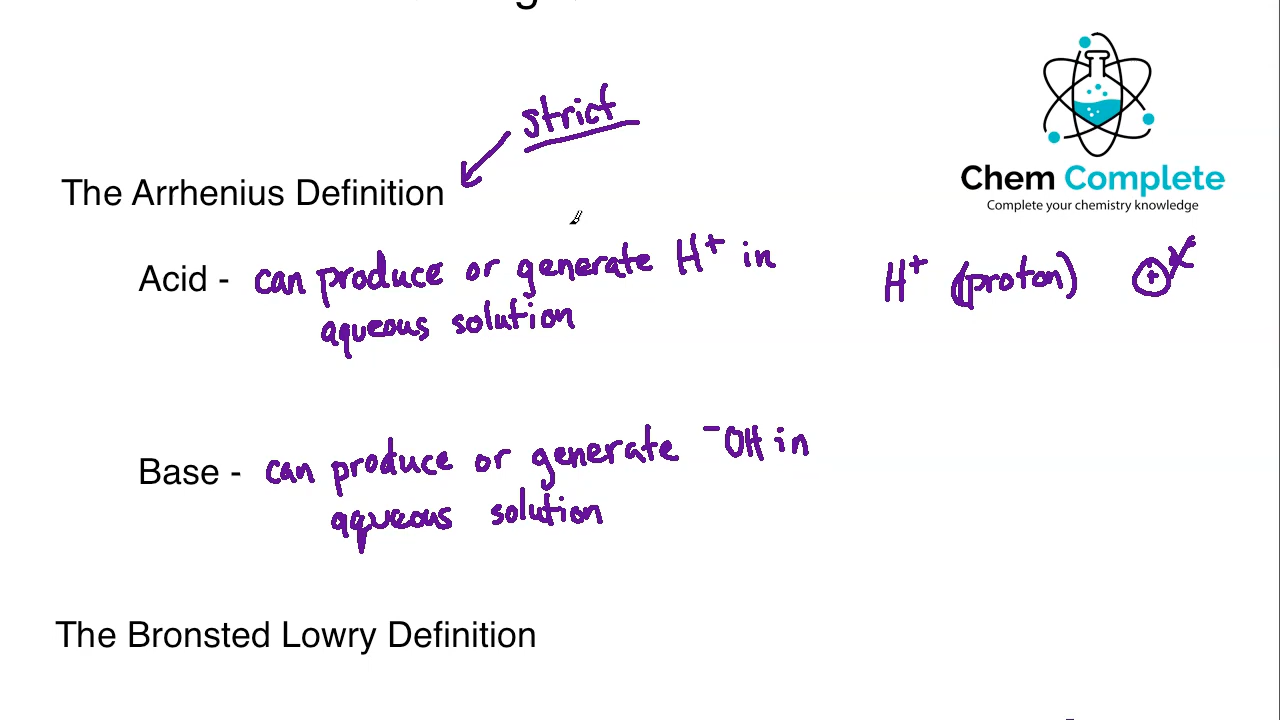 strict
The Arrhenius Definition
Chem Complete
Complete your chemistry knowledge
Acid - can produce or generate H⁺ in
aqueous solution
H⁺ (proton) +
Base - can produce or generate ⁻OH in
aqueous solution
The Bronsted Lowry Definition